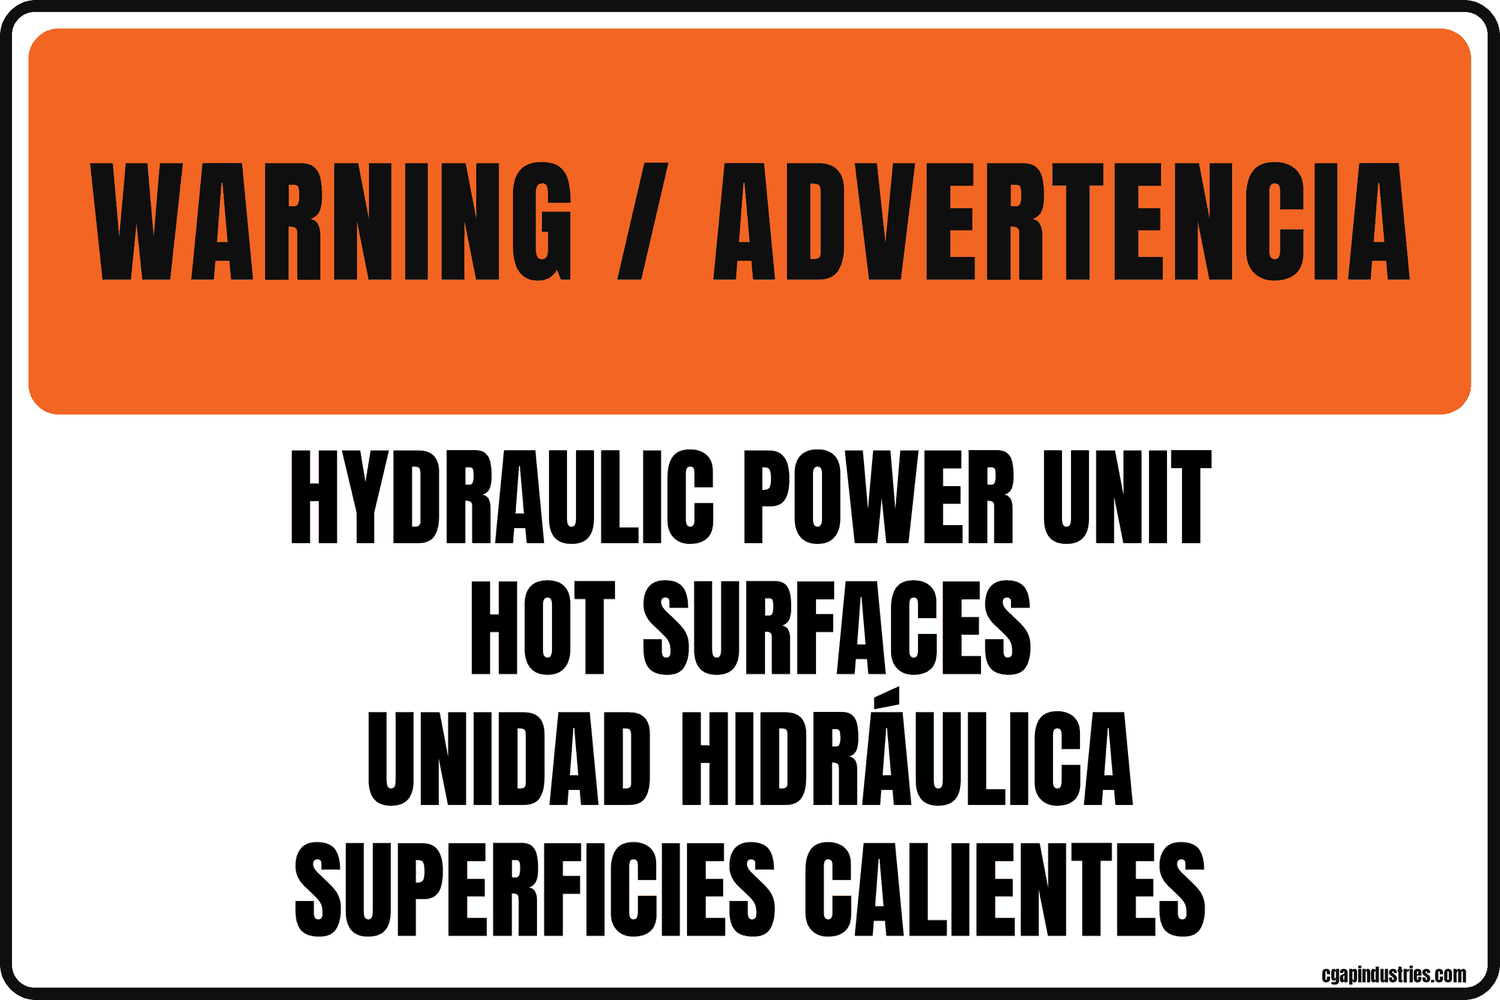 WARNING / ADVERTENCIA
HYDRAULIC POWER UNIT
HOT SURFACES
UNIDAD HIDRÁULICA
SUPERFICIES CALIENTES
cgapindustries.com